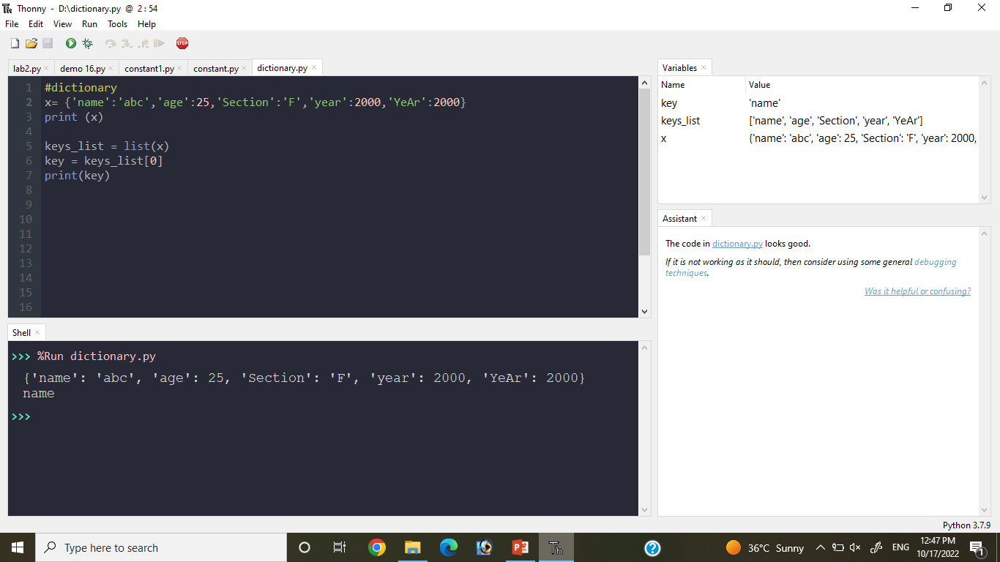 Thonny - D:\dictionary.py @ 2:54
File Edit View Run Tools Help
STOP
lab2.py demo 16.py constant1.py constant.py dictionary.py
1 #dictionary
2 x= {'name':'abc','age':25,'Section':'F','year':2000,'YeAr':2000}
3 print (x)
4
5 keys_list = list(x)
6 key = keys_list[0]
7 print(key)
8
9
10
11
12
13
14
15
16
Shell
>>> %Run dictionary.py
{'name': 'abc', 'age': 25, 'Section': 'F', 'year': 2000, 'YeAr': 2000}
name
>>>
Variables
Name Value
key 'name'
keys_list ['name', 'age', 'Section', 'year', 'YeAr']
x {'name': 'abc', 'age': 25, 'Section': 'F', 'year': 2000,
Assistant
The code in dictionary.py looks good.
If it is not working as it should, then consider using some general debugging
techniques.
Was it helpful or confusing?
Python 3.7.9
Type here to search
36°C Sunny
ENG
12:47 PM
10/17/2022
1